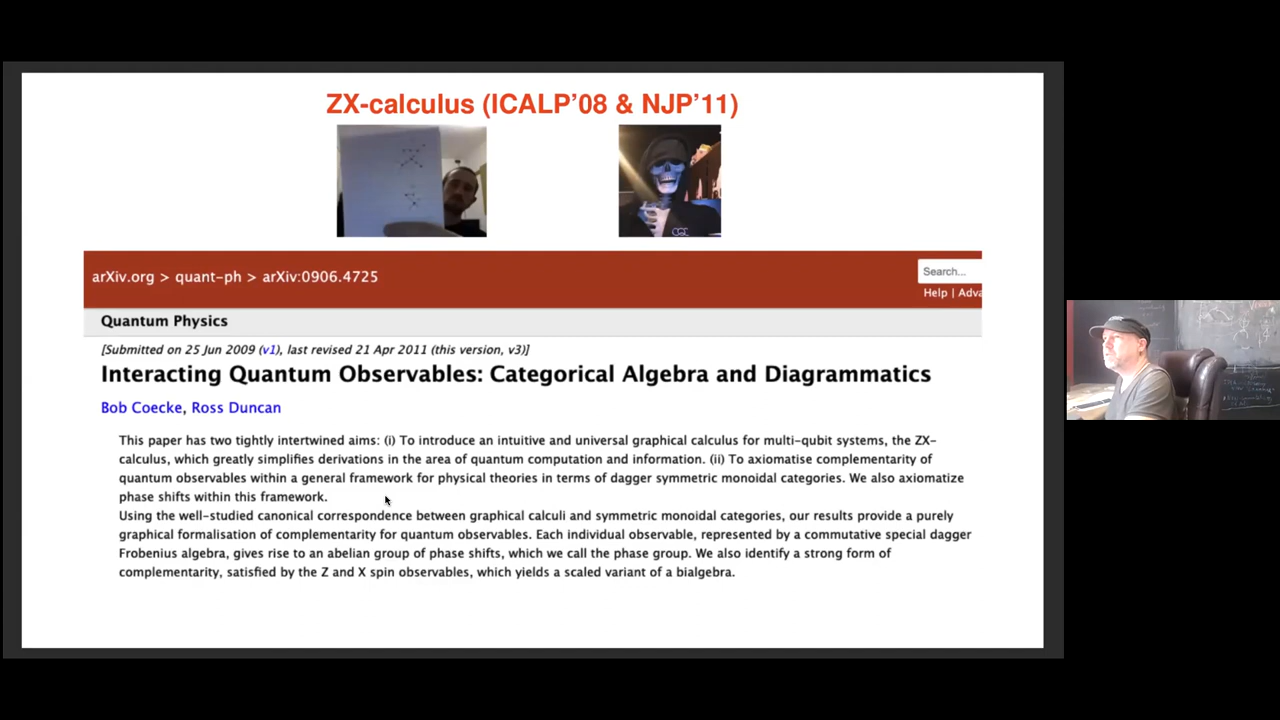 ZX-calculus (ICALP’08 & NJP’11)
CGC
arXiv.org > quant-ph > arXiv:0906.4725
Search...
Help | Adva
Quantum Physics
[Submitted on 25 Jun 2009 (v1), last revised 21 Apr 2011 (this version, v3)]
Interacting Quantum Observables: Categorical Algebra and Diagrammatics
Bob Coecke, Ross Duncan
This paper has two tightly intertwined aims: (i) To introduce an intuitive and universal graphical calculus for multi-qubit systems, the ZX-
calculus, which greatly simplifies derivations in the area of quantum computation and information. (ii) To axiomatise complementarity of
quantum observables within a general framework for physical theories in terms of dagger symmetric monoidal categories. We also axiomatize
phase shifts within this framework.
Using the well-studied canonical correspondence between graphical calculi and symmetric monoidal categories, our results provide a purely
graphical formalisation of complementarity for quantum observables. Each individual observable, represented by a commutative special dagger
Frobenius algebra, gives rise to an abelian group of phase shifts, which we call the phase group. We also identify a strong form of
complementarity, satisfied by the Z and X spin observables, which yields a scaled variant of a bialgebra.